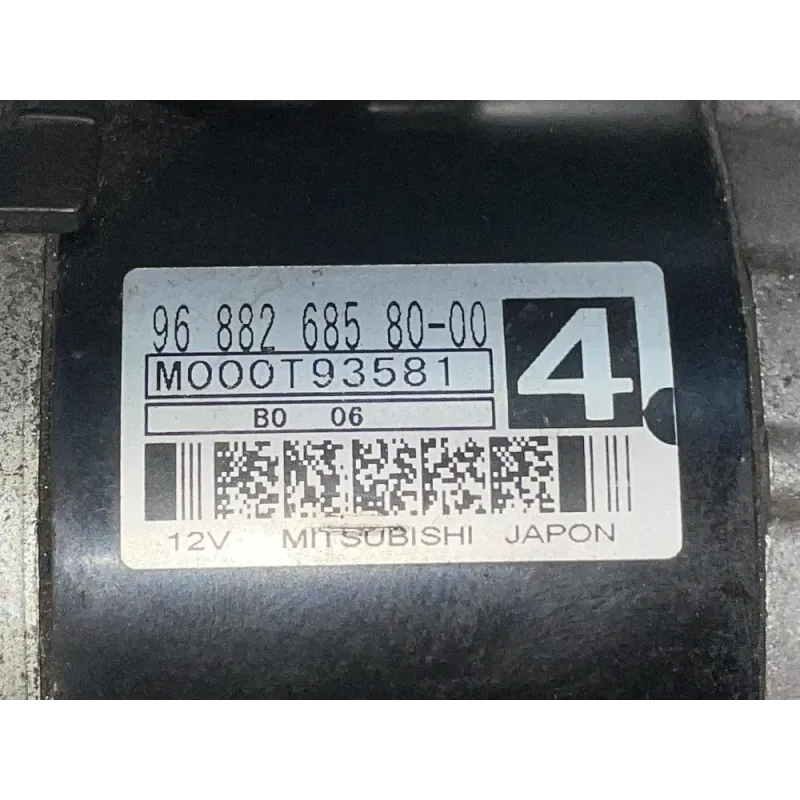 96 882 685 80-00
M000T93581
4
B0 06
12V MITSUBISHI JAPON